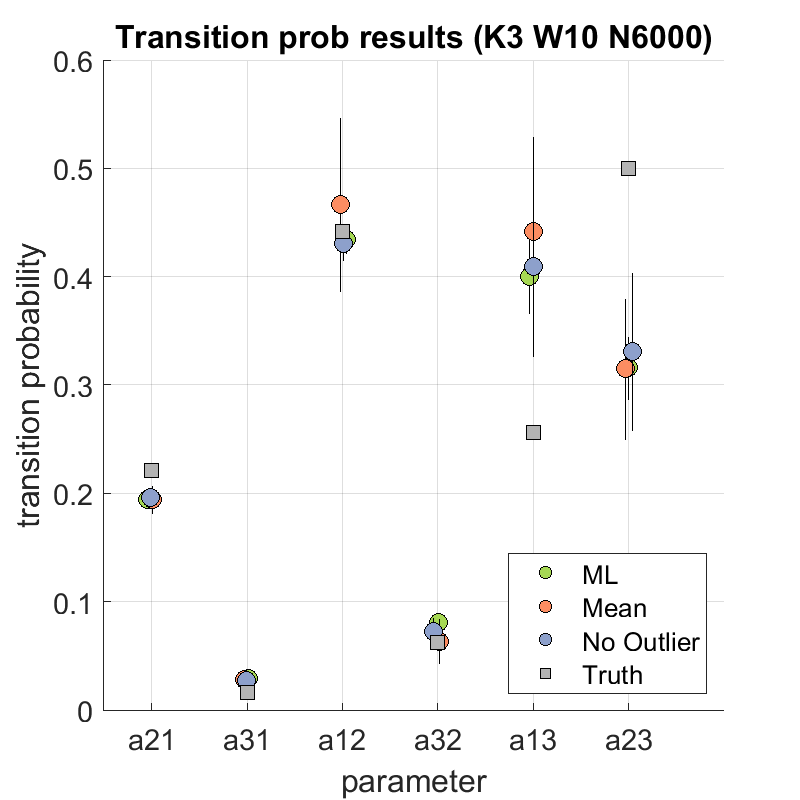 Transition prob results (K3 W10 N6000)
0.6
0.5
0.4
0.3
0.2
0.1
0
transition probability
a21 a31 a12 a32 a13 a23
parameter
ML
Mean
No Outlier
Truth